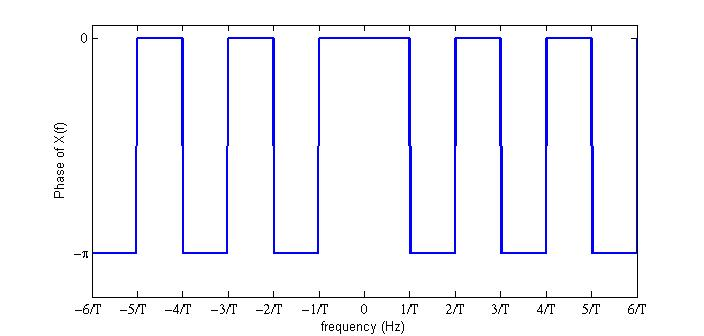 0
Phase of X(f)
−π
−6/T −5/T −4/T −3/T −2/T −1/T 0 1/T 2/T 3/T 4/T 5/T 6/T
frequency (Hz)